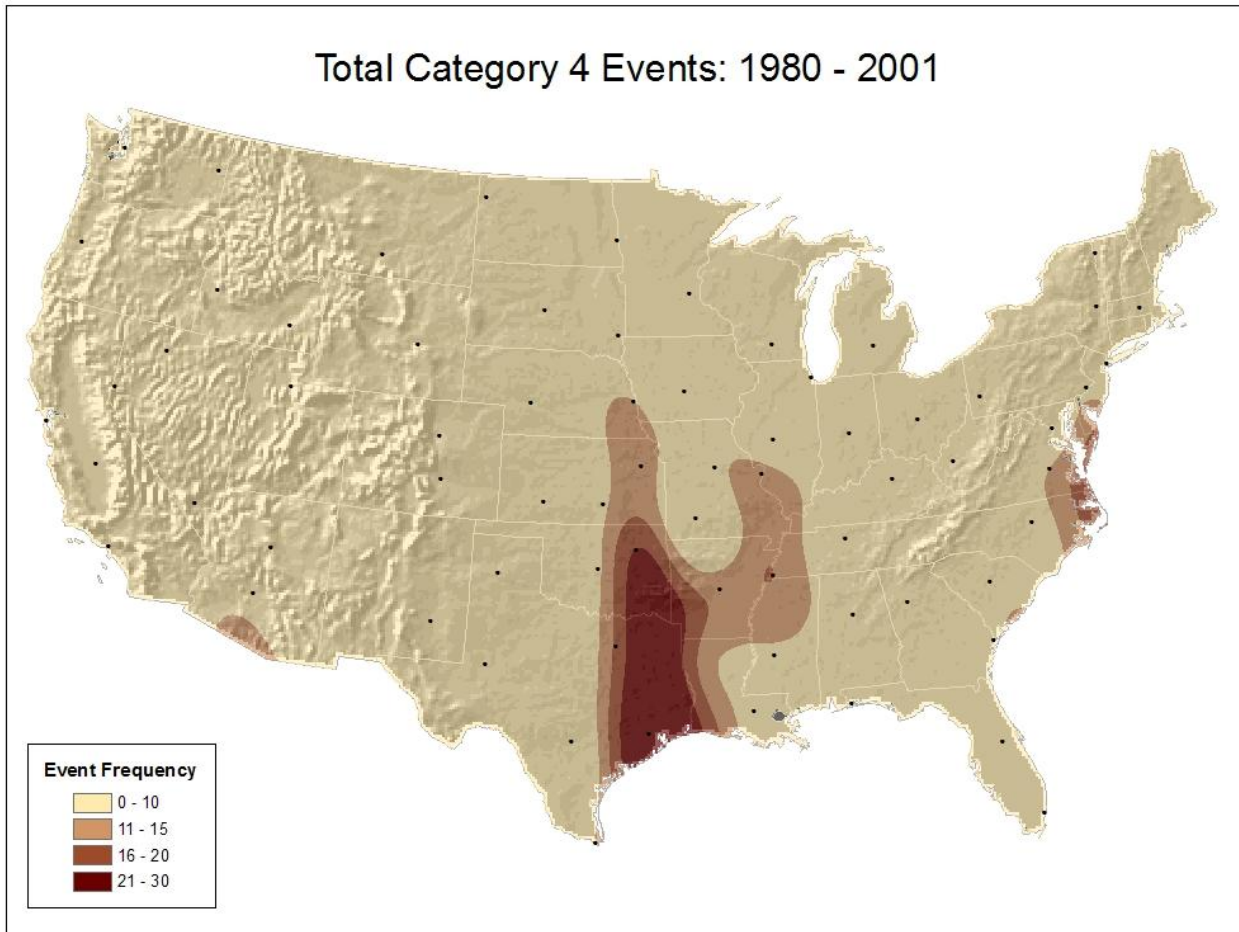 Total Category 4 Events: 1980 - 2001
Event Frequency
0 - 10
11 - 15
16 - 20
21 - 30